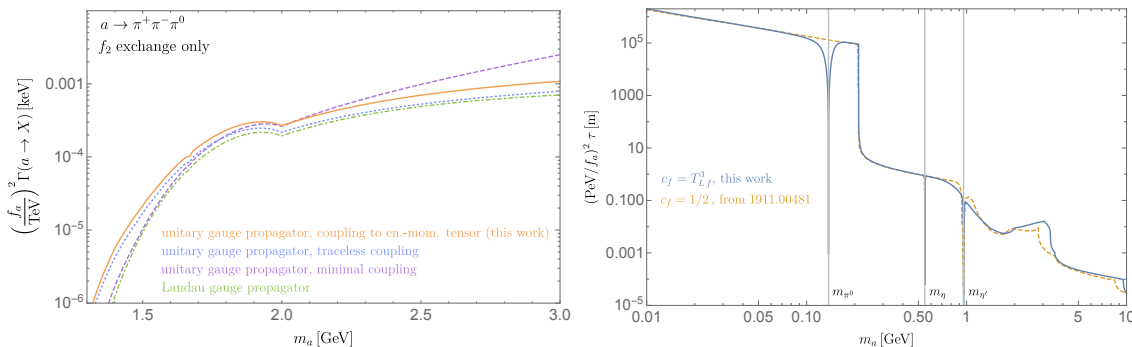 a → π⁺π⁻π⁰
f₂ exchange only
0.001
10⁻⁴
10⁻⁵
10⁻⁶
(f_a/TeV)² Γ(a → X) [keV]
unitary gauge propagator, coupling to en.-mom. tensor (this work)
unitary gauge propagator, traceless coupling
unitary gauge propagator, minimal coupling
Landau gauge propagator
1.5 2.0 2.5 3.0
m_a [GeV]
10⁵
1000
10
0.100
0.001
10⁻⁵
(PeV/f_a)² τ [m]
c_f = T³_{Lf}, this work
c_f = 1/2, from 1911.00481
m_{π⁰} m_η m_{η′}
0.01 0.05 0.10 0.50 1 5 10
m_a [GeV]